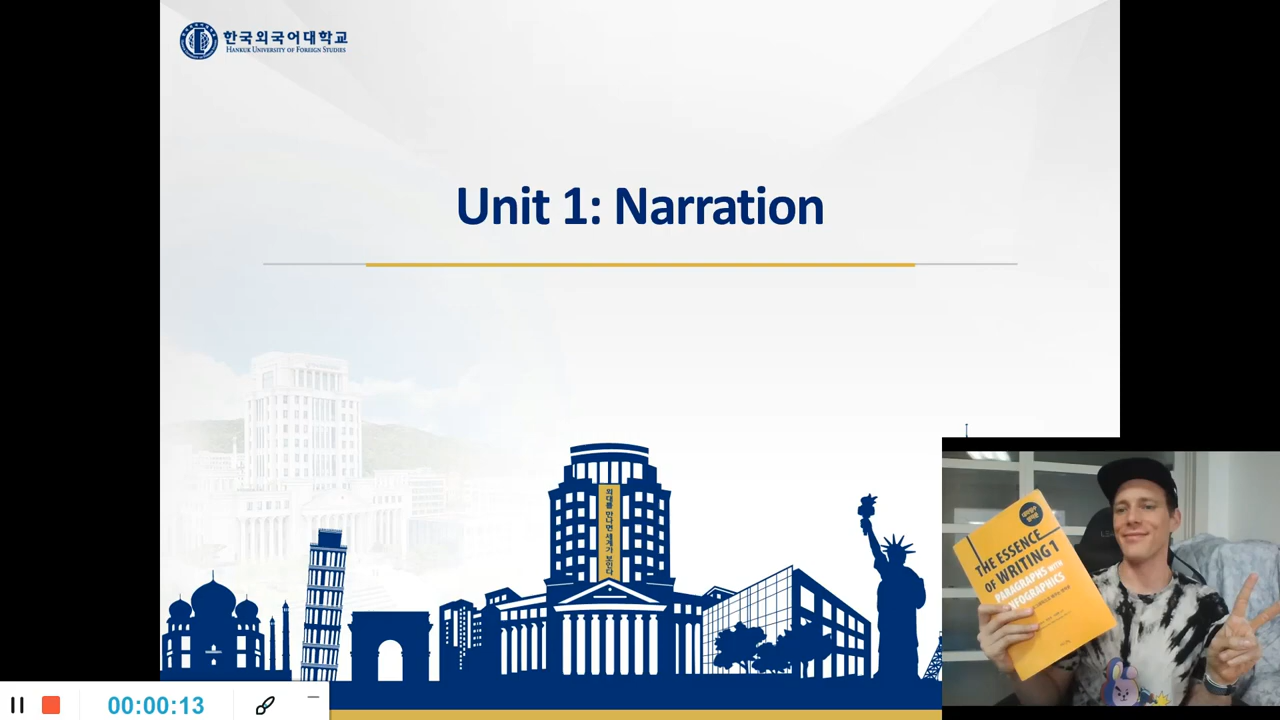 한국외국어대학교
HANKUK UNIVERSITY OF FOREIGN STUDIES
Unit 1: Narration
외대를 만나면 세계가 보인다
THE ESSENCE
OF WRITING 1
PARAGRAPHS WITH
INFOGRAPHICS
00:00:13